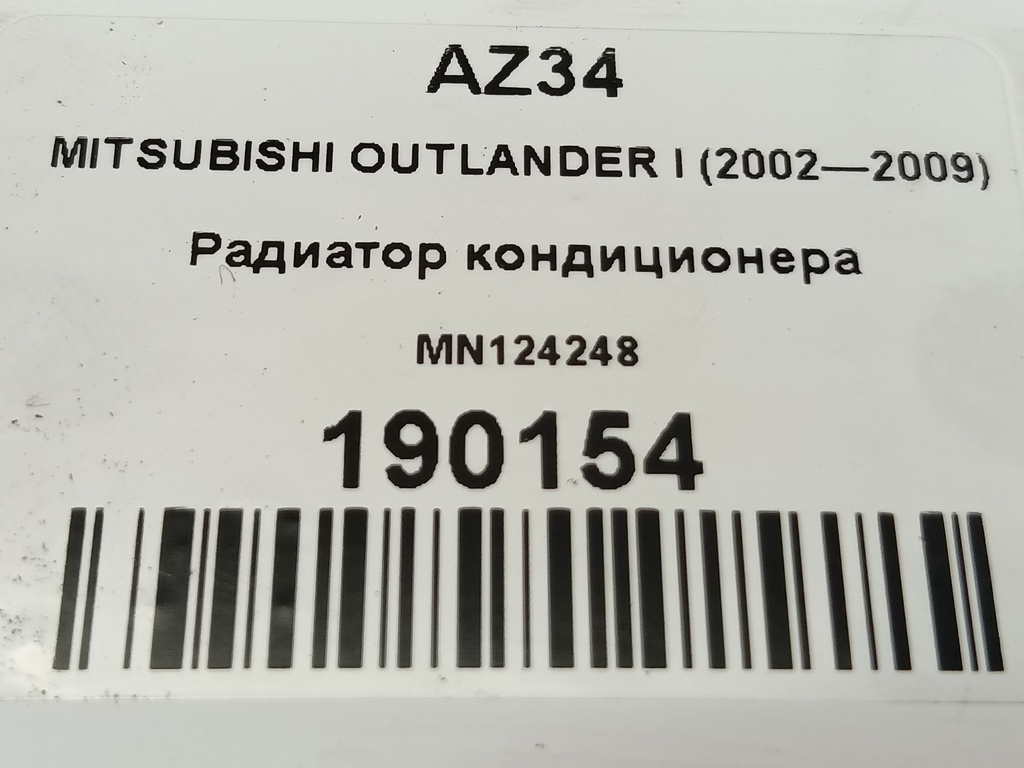 AZ34
MITSUBISHI OUTLANDER I (2002—2009)
Радиатор кондиционера
MN124248
190154